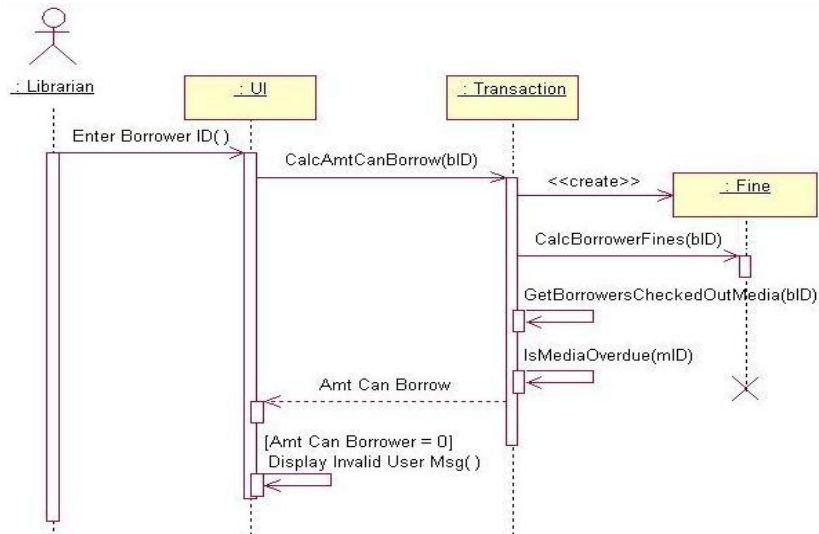 : Librarian
: UI
: Transaction
Enter Borrower ID( )
CalcAmtCanBorrow(bID)
<<create>>
: Fine
CalcBorrowerFines(bID)
GetBorrowersCheckedOutMedia(bID)
IsMediaOverdue(mID)
Amt Can Borrow
[Amt Can Borrower = 0]
Display Invalid User Msg( )